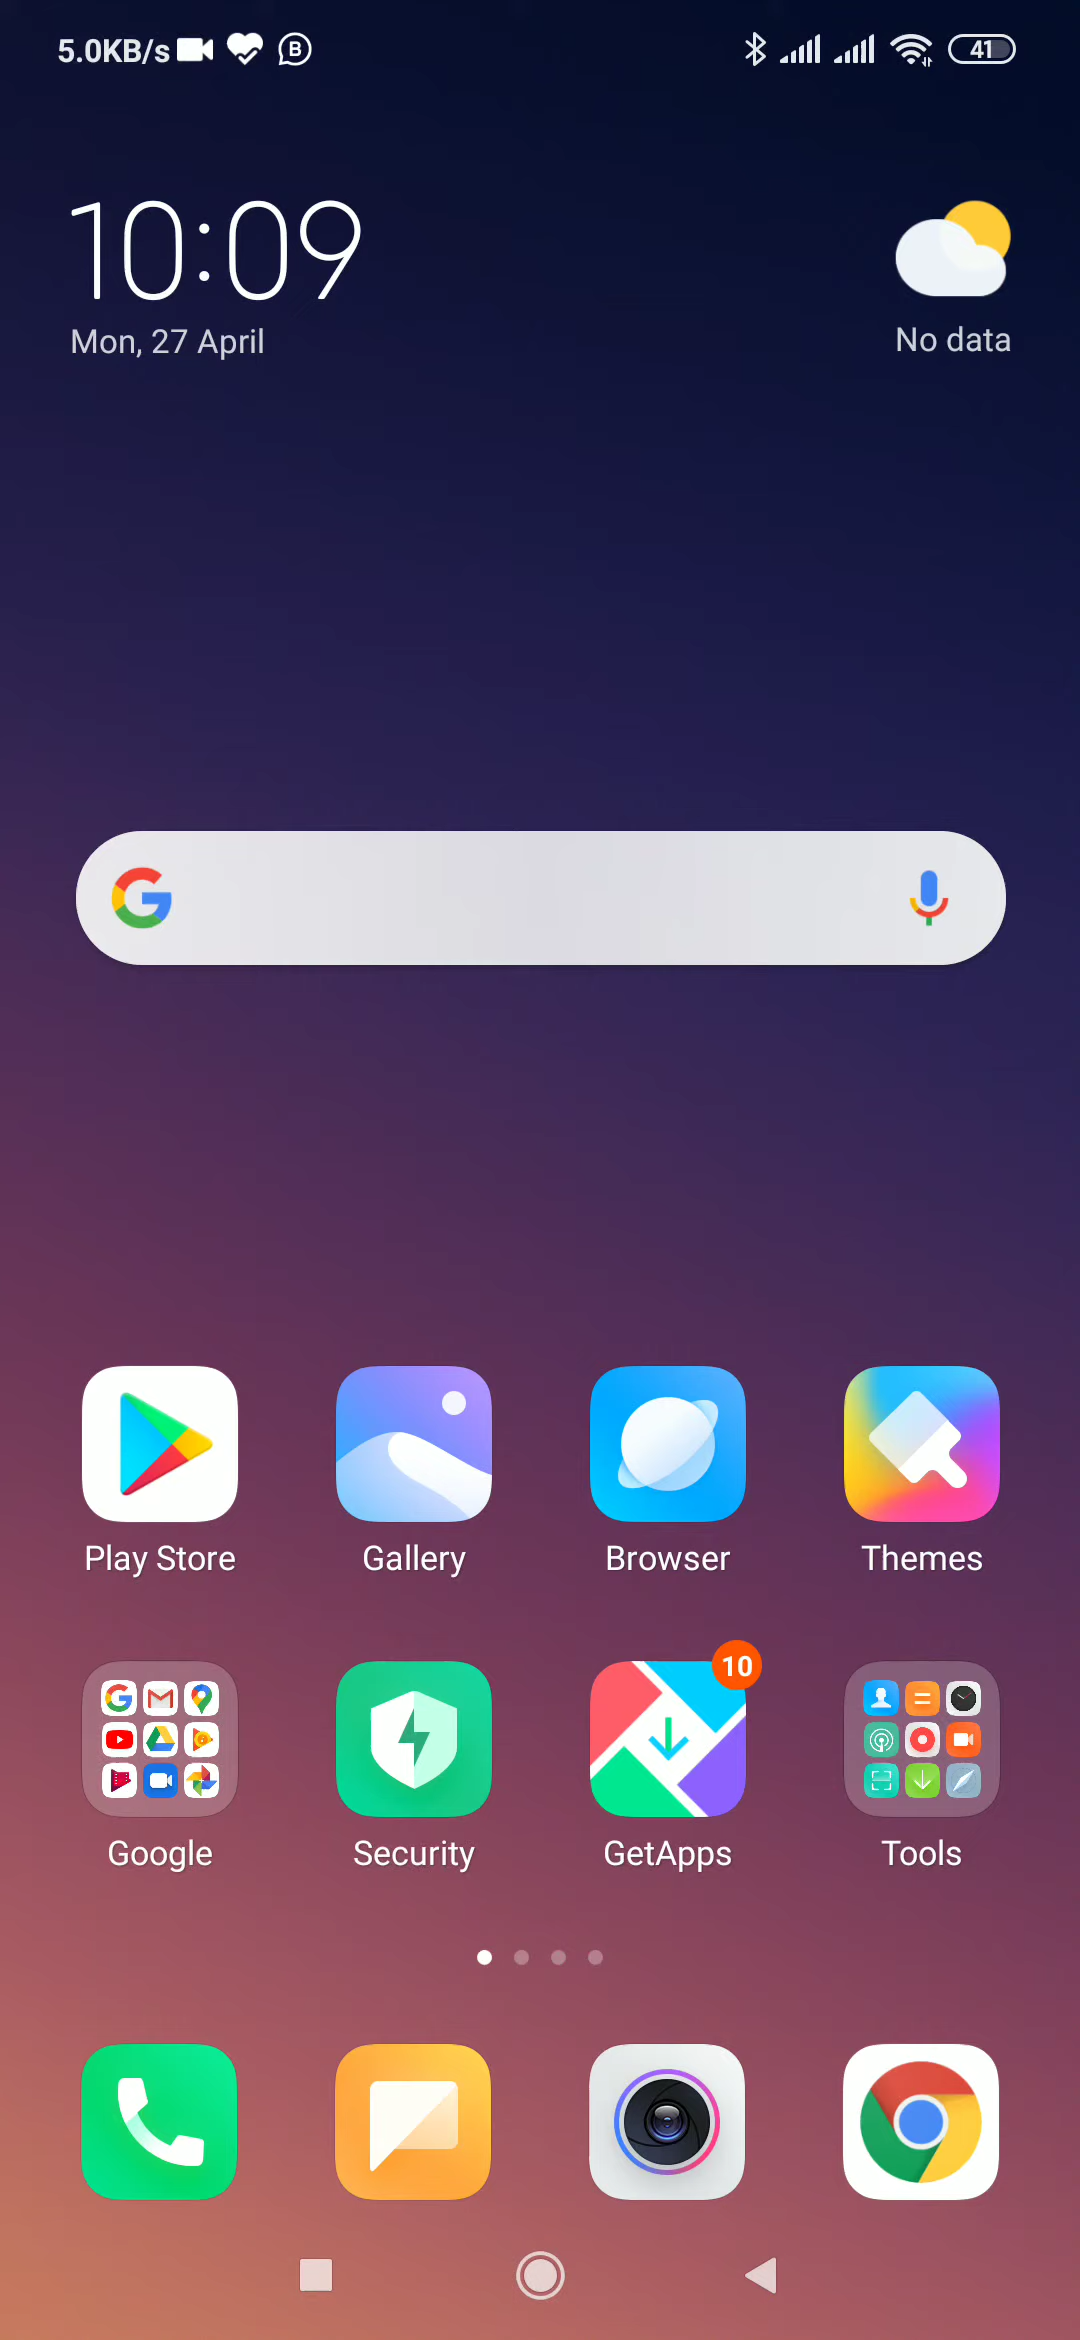 5.0KB/s B 41
10:09
Mon, 27 April
No data
Play Store Gallery Browser Themes
10
Google Security GetApps Tools